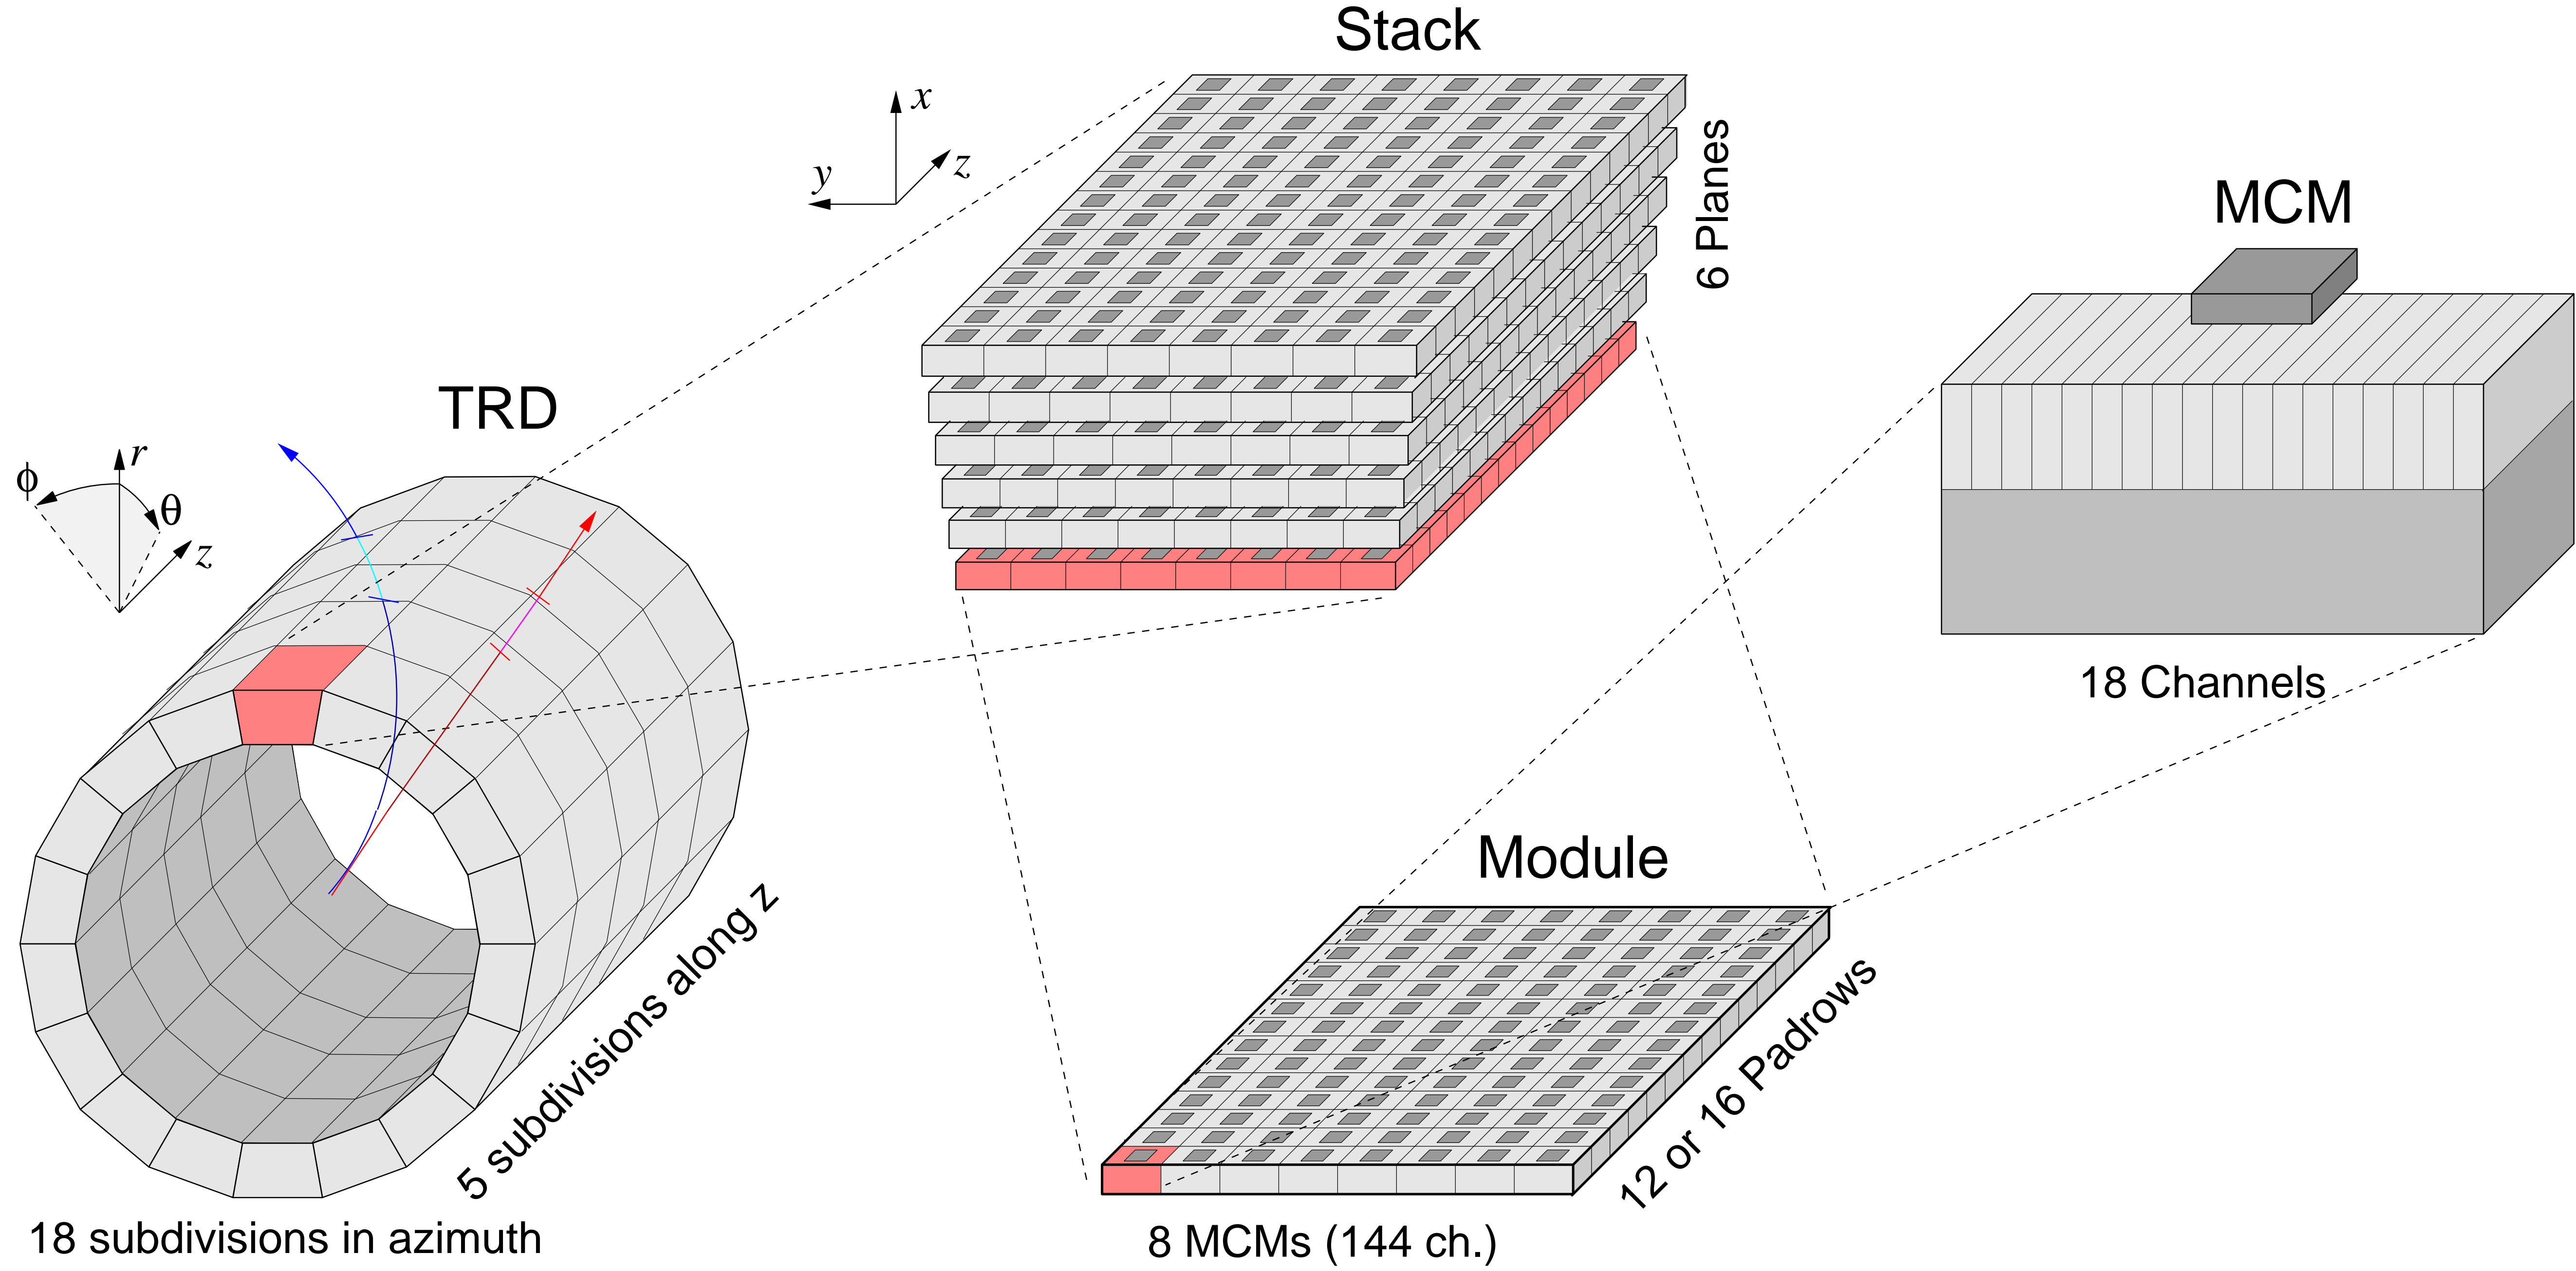 Stack
x
y
z
6 Planes
MCM
18 Channels
TRD
r
ϕ
θ
z
5 subdivisions along z
18 subdivisions in azimuth
Module
12 or 16 Padrows
8 MCMs (144 ch.)